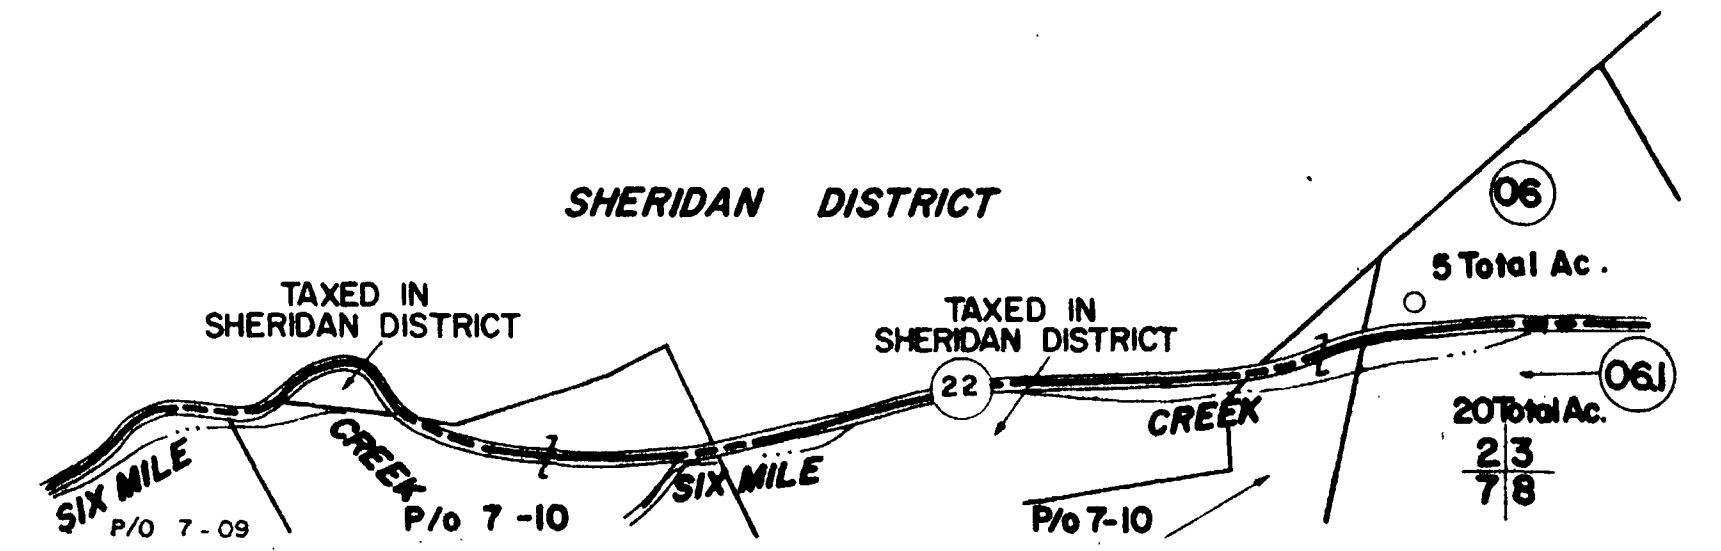 SHERIDAN DISTRICT
06
5 Total Ac.
TAXED IN
SHERIDAN DISTRICT
TAXED IN
SHERIDAN DISTRICT
22
06.1
20 Total Ac.
2 3
7 8
SIX MILE
CREEK
SIX MILE
CREEK
P/O 7-09
P/o 7-10
P/o 7-10